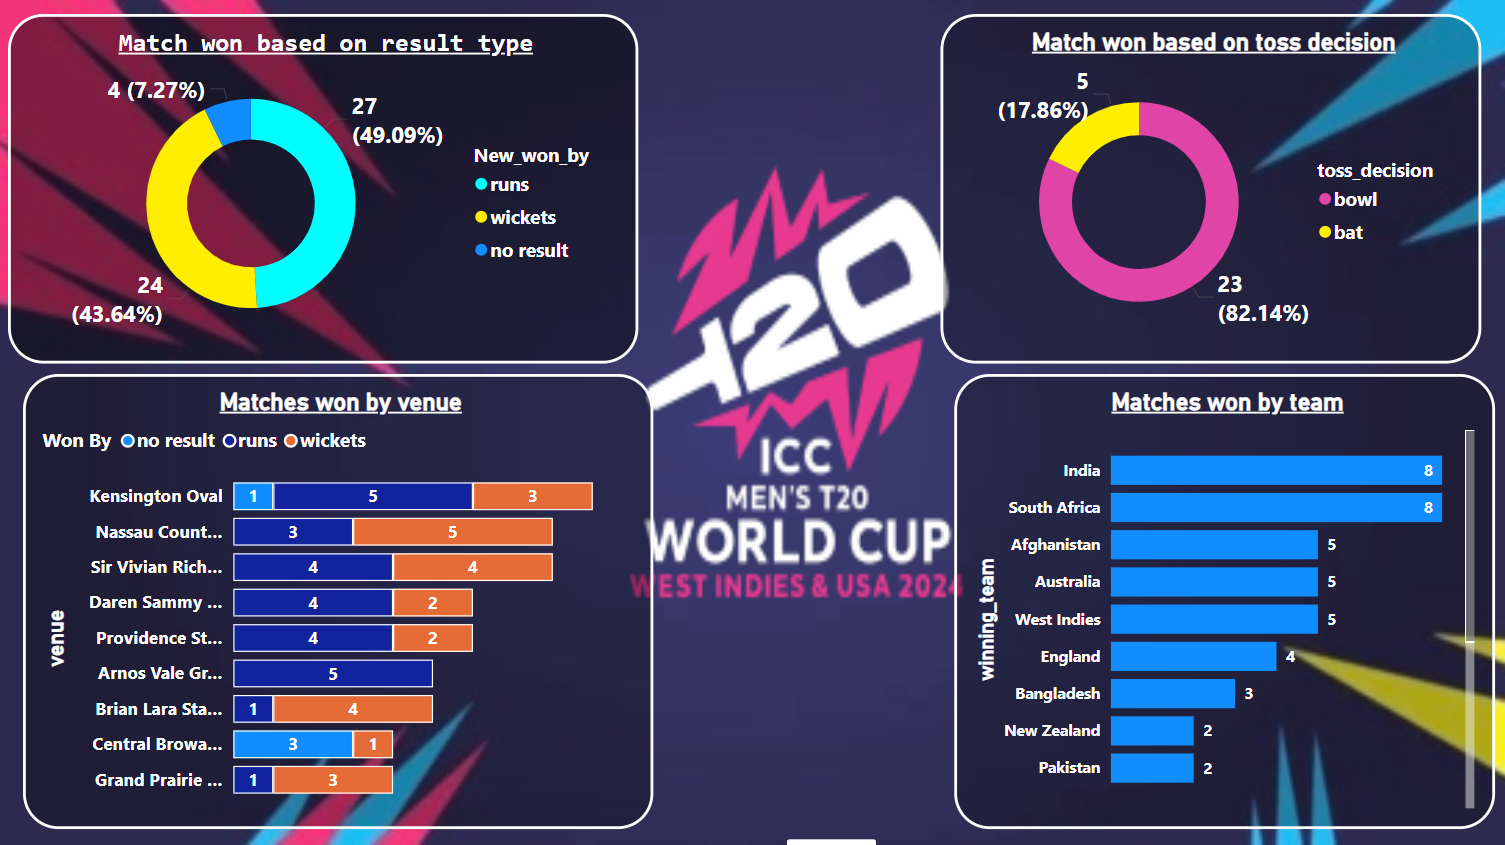 Match won based on result type
4 (7.27%)
27
(49.09%)
24
(43.64%)
New_won_by
runs
wickets
no result
Match won based on toss decision
5
(17.86%)
23
(82.14%)
toss_decision
bowl
bat
T20
ICC
MEN'S T20
WORLD CUP
WEST INDIES & USA 2024
Matches won by venue
Won By no result runs wickets
venue
Kensington Oval 1 5 3
Nassau Count... 3 5
Sir Vivian Rich... 4 4
Daren Sammy ... 4 2
Providence St... 4 2
Arnos Vale Gr... 5
Brian Lara Sta... 1 4
Central Browa... 3 1
Grand Prairie ... 1 3
Matches won by team
winning_team
India 8
South Africa 8
Afghanistan 5
Australia 5
West Indies 5
England 4
Bangladesh 3
New Zealand 2
Pakistan 2